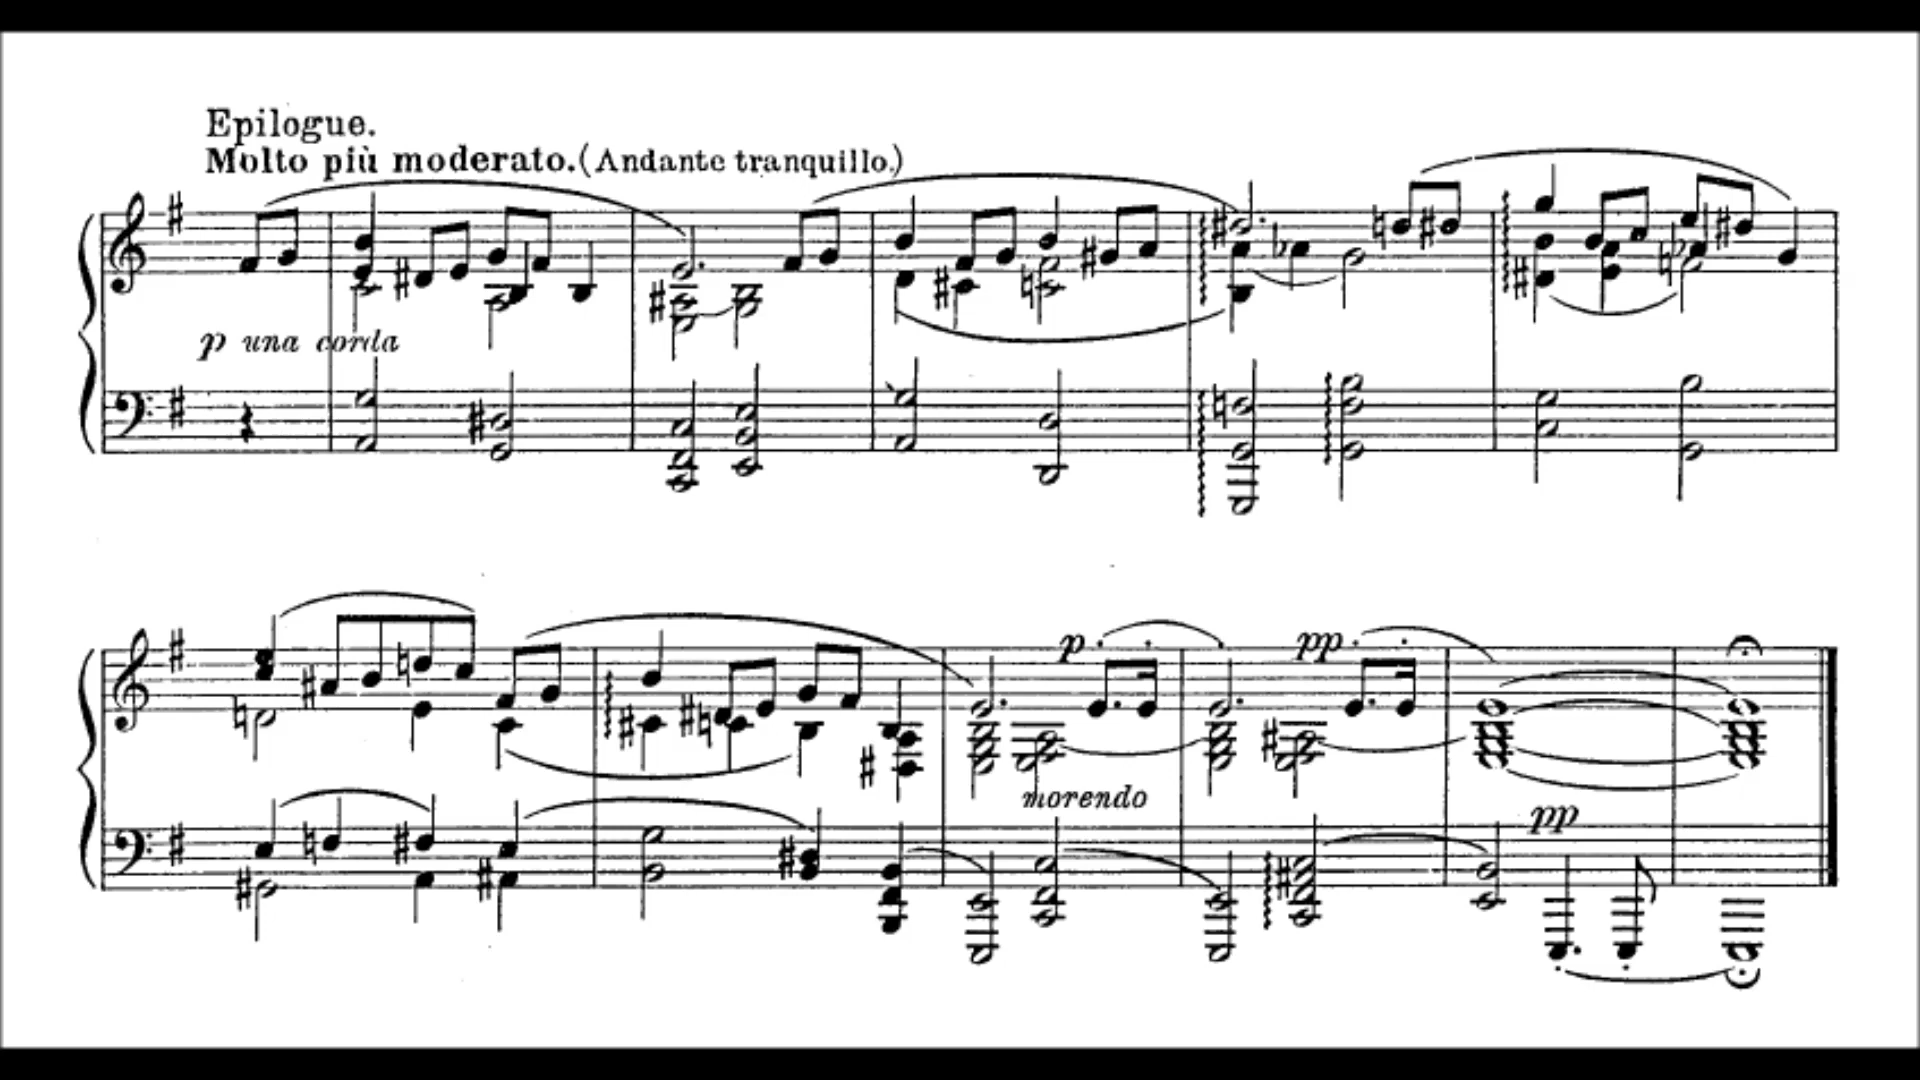 Epilogue.
Molto più moderato.(Andante tranquillo.)
p una corda
p pp
morendo
pp